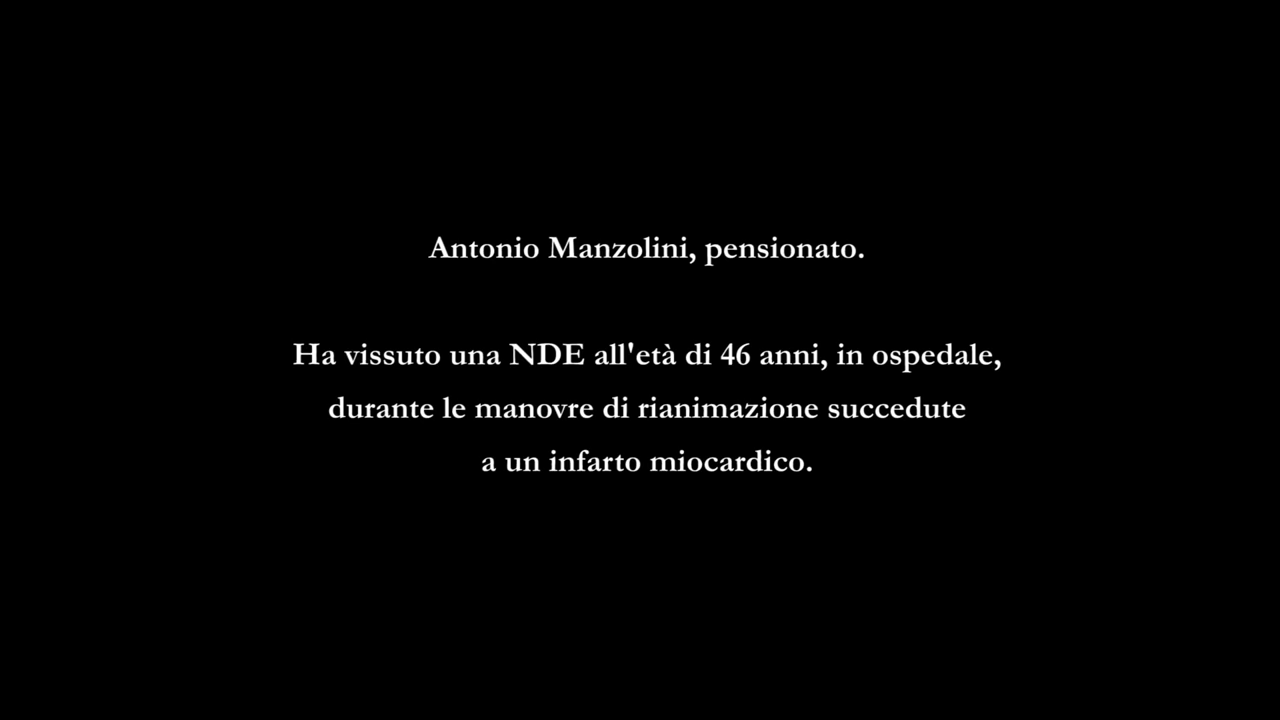 Antonio Manzolini, pensionato.
Ha vissuto una NDE all'età di 46 anni, in ospedale,
durante le manovre di rianimazione succedute
a un infarto miocardico.